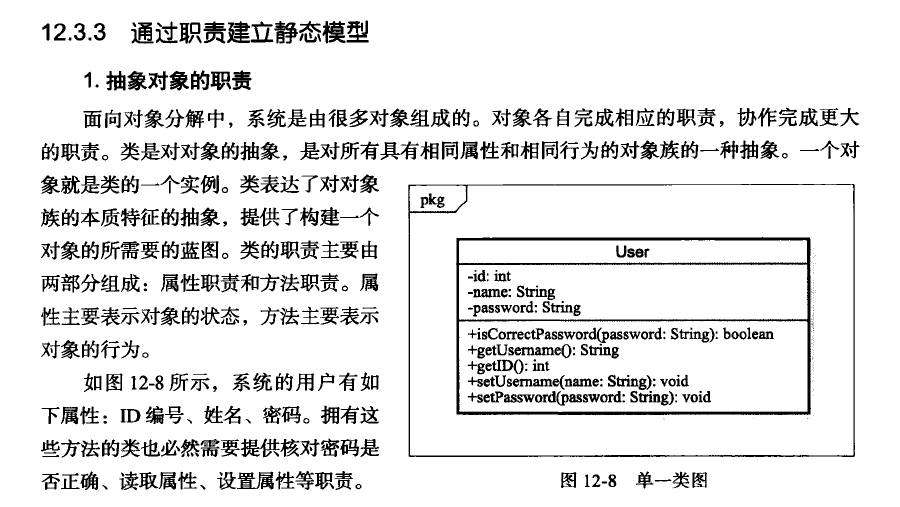 12.3.3 通过职责建立静态模型
1. 抽象对象的职责
面向对象分解中，系统是由很多对象组成的。对象各自完成相应的职责，协作完成更大
的职责。类是对对象的抽象，是对所有具有相同属性和相同行为的对象族的一种抽象。一个对
象就是类的一个实例。类表达了对对象
族的本质特征的抽象，提供了构建一个
对象的所需要的蓝图。类的职责主要由
两部分组成：属性职责和方法职责。属
性主要表示对象的状态，方法主要表示
对象的行为。
如图 12-8 所示，系统的用户有如
下属性：ID 编号、姓名、密码。拥有这
些方法的类也必然需要提供核对密码是
否正确、读取属性、设置属性等职责。
pkg
User
-id: int
-name: String
-password: String
+isCorrectPassword(password: String): boolean
+getUsername(): String
+getID(): int
+setUsername(name: String): void
+setPassword(password: String): void
图 12-8 单一类图